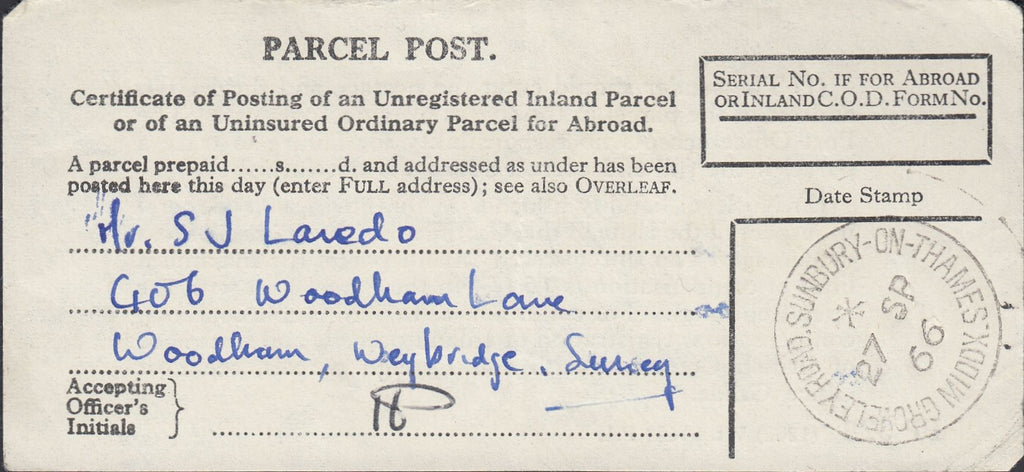 PARCEL POST.
Certificate of Posting of an Unregistered Inland Parcel
or of an Uninsured Ordinary Parcel for Abroad.
A parcel prepaid......s.......d. and addressed as under has been
posted here this day (enter FULL address); see also OVERLEAF.
Mr. S J Laredo
406 Woodham Lane
Woodham, Weybridge, Surrey
Accepting
Officer's
Initials
SERIAL NO. IF FOR ABROAD
OR INLAND C.O.D. FORM NO.
Date Stamp
GROVELEY ROAD, SUNBURY-ON-THAMES, MIDDX
*
27 SP
66